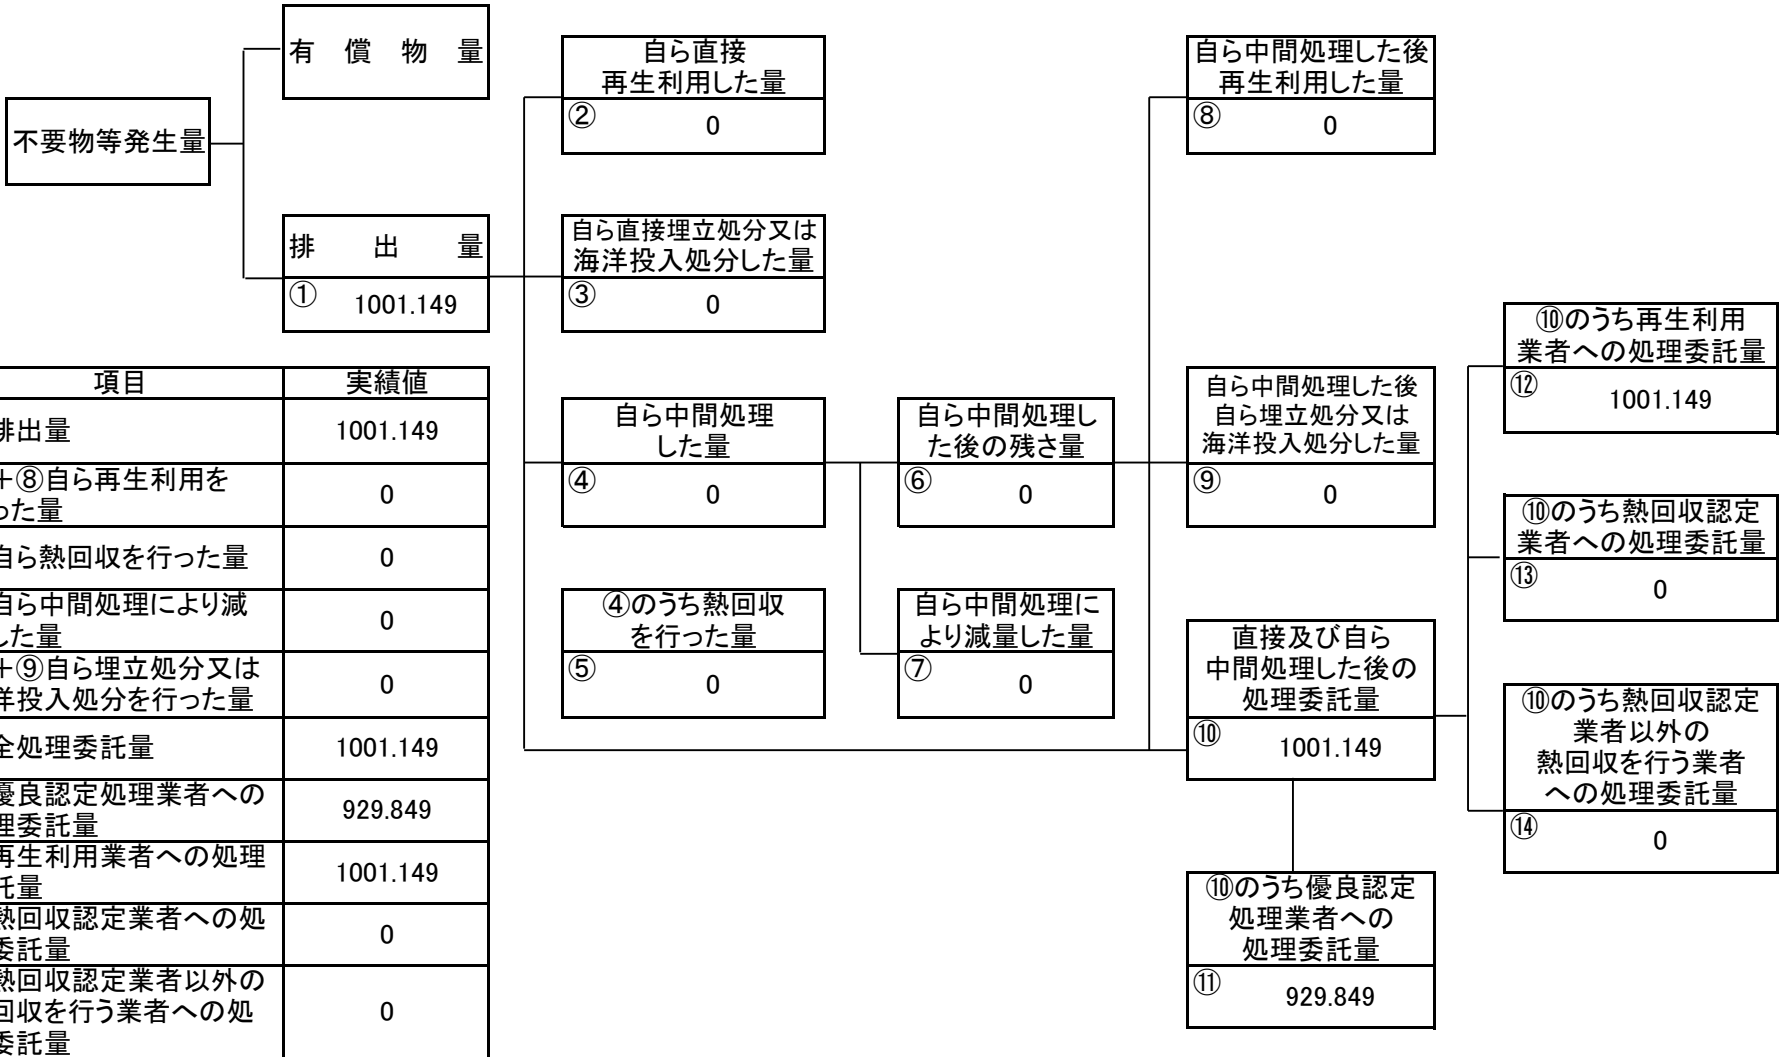 有償物量
不要物等発生量
排出量
① 1001.149
自ら直接
再生利用した量
② 0
自ら直接埋立処分又は
海洋投入処分した量
③ 0
自ら中間処理
した量
④ 0
④のうち熱回収
を行った量
⑤ 0
自ら中間処理し
た後の残さ量
⑥ 0
自ら中間処理に
より減量した量
⑦ 0
自ら中間処理した後
再生利用した量
⑧ 0
自ら中間処理した後
自ら埋立処分又は
海洋投入処分した量
⑨ 0
直接及び自ら
中間処理した後の
処理委託量
⑩ 1001.149
⑩のうち優良認定
処理業者への
処理委託量
⑪ 929.849
⑩のうち再生利用
業者への処理委託量
⑫ 1001.149
⑩のうち熱回収認定
業者への処理委託量
⑬ 0
⑩のうち熱回収認定
業者以外の
熱回収を行う業者
への処理委託量
⑭ 0
項目 実績値
排出量 1001.149
+⑧自ら再生利用を
った量 0
自ら熱回収を行った量 0
自ら中間処理により減
した量 0
+⑨自ら埋立処分又は
洋投入処分を行った量 0
全処理委託量 1001.149
優良認定処理業者への
理委託量 929.849
再生利用業者への処理
託量 1001.149
熱回収認定業者への処
委託量 0
熱回収認定業者以外の
回収を行う業者への処
委託量 0